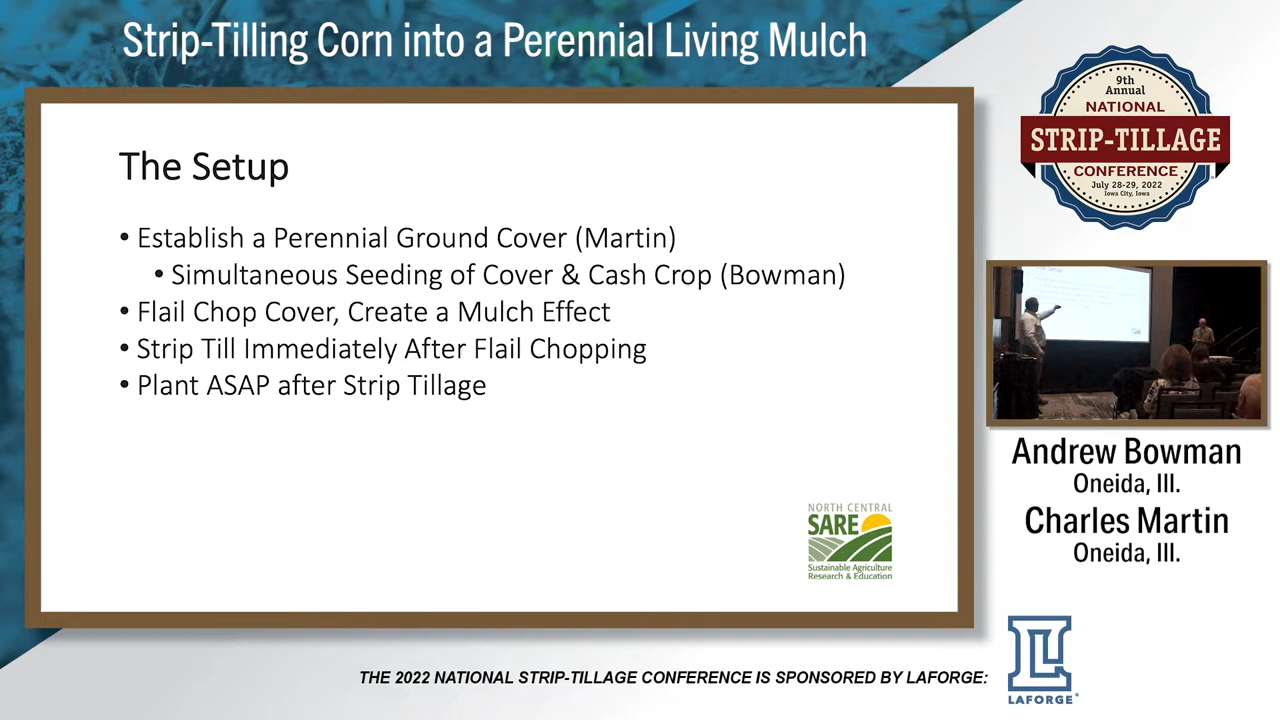 Strip-Tilling Corn into a Perennial Living Mulch
9th
Annual
NATIONAL
STRIP-TILLAGE
CONFERENCE
July 28-29, 2022
Iowa City, Iowa
The Setup
• Establish a Perennial Ground Cover (Martin)
• Simultaneous Seeding of Cover & Cash Crop (Bowman)
• Flail Chop Cover, Create a Mulch Effect
• Strip Till Immediately After Flail Chopping
• Plant ASAP after Strip Tillage
NORTH CENTRAL
SARE
Sustainable Agriculture
Research & Education
Andrew Bowman
Oneida, Ill.
Charles Martin
Oneida, Ill.
THE 2022 NATIONAL STRIP-TILLAGE CONFERENCE IS SPONSORED BY LAFORGE:
LAFORGE®